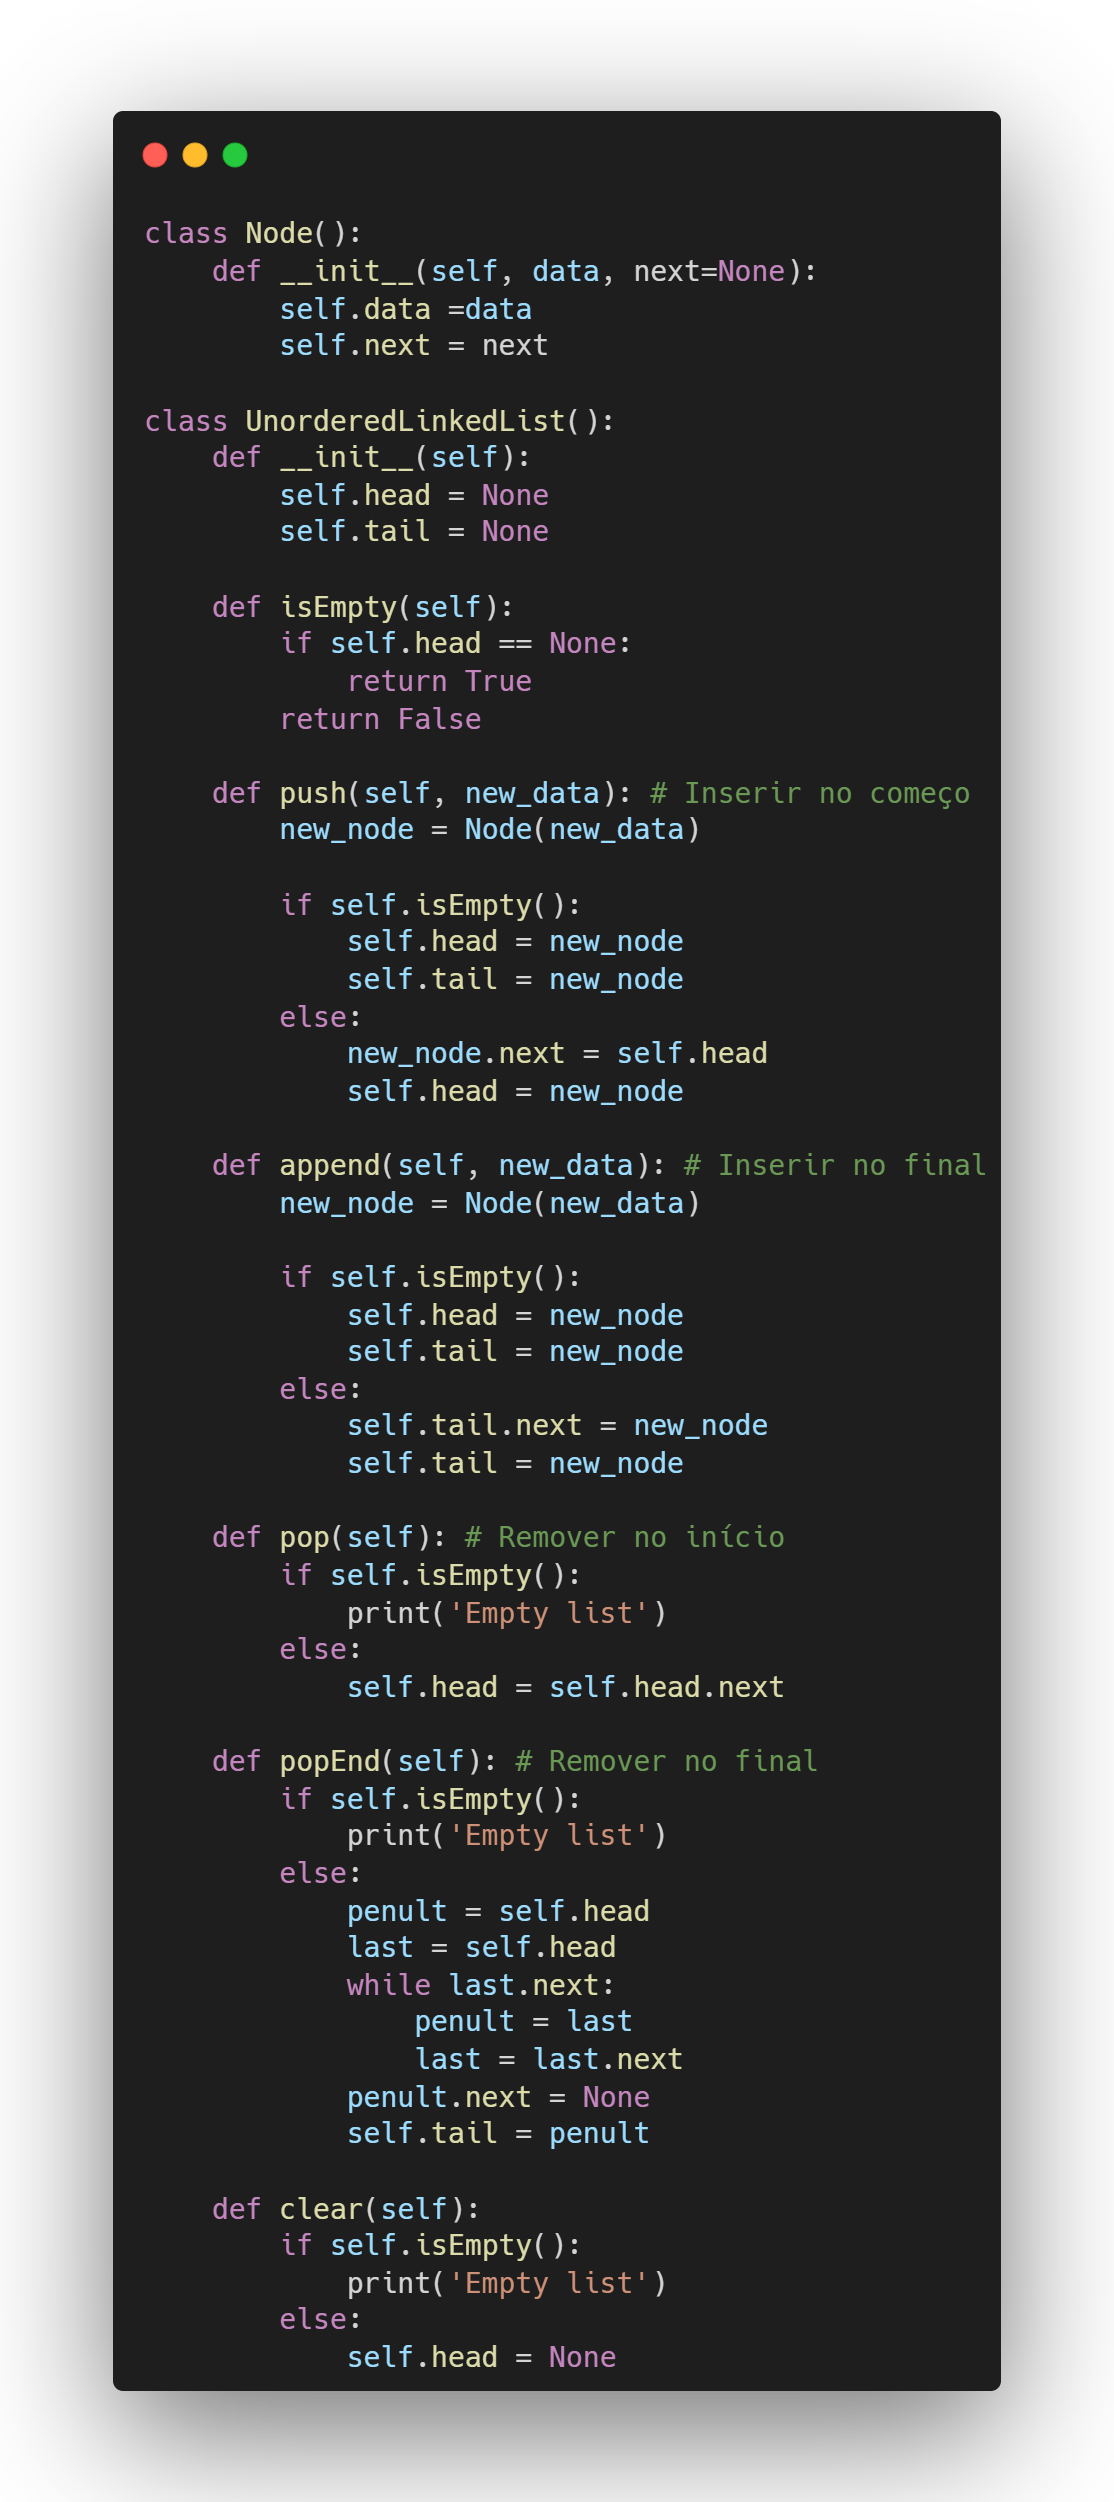 class Node():
    def __init__(self, data, next=None):
        self.data =data
        self.next = next

class UnorderedLinkedList():
    def __init__(self):
        self.head = None
        self.tail = None

    def isEmpty(self):
        if self.head == None:
            return True
        return False

    def push(self, new_data): # Inserir no começo
        new_node = Node(new_data)

        if self.isEmpty():
            self.head = new_node
            self.tail = new_node
        else:
            new_node.next = self.head
            self.head = new_node

    def append(self, new_data): # Inserir no final
        new_node = Node(new_data)

        if self.isEmpty():
            self.head = new_node
            self.tail = new_node
        else:
            self.tail.next = new_node
            self.tail = new_node

    def pop(self): # Remover no início
        if self.isEmpty():
            print('Empty list')
        else:
            self.head = self.head.next

    def popEnd(self): # Remover no final
        if self.isEmpty():
            print('Empty list')
        else:
            penult = self.head
            last = self.head
            while last.next:
                penult = last
                last = last.next
            penult.next = None
            self.tail = penult

    def clear(self):
        if self.isEmpty():
            print('Empty list')
        else:
            self.head = None